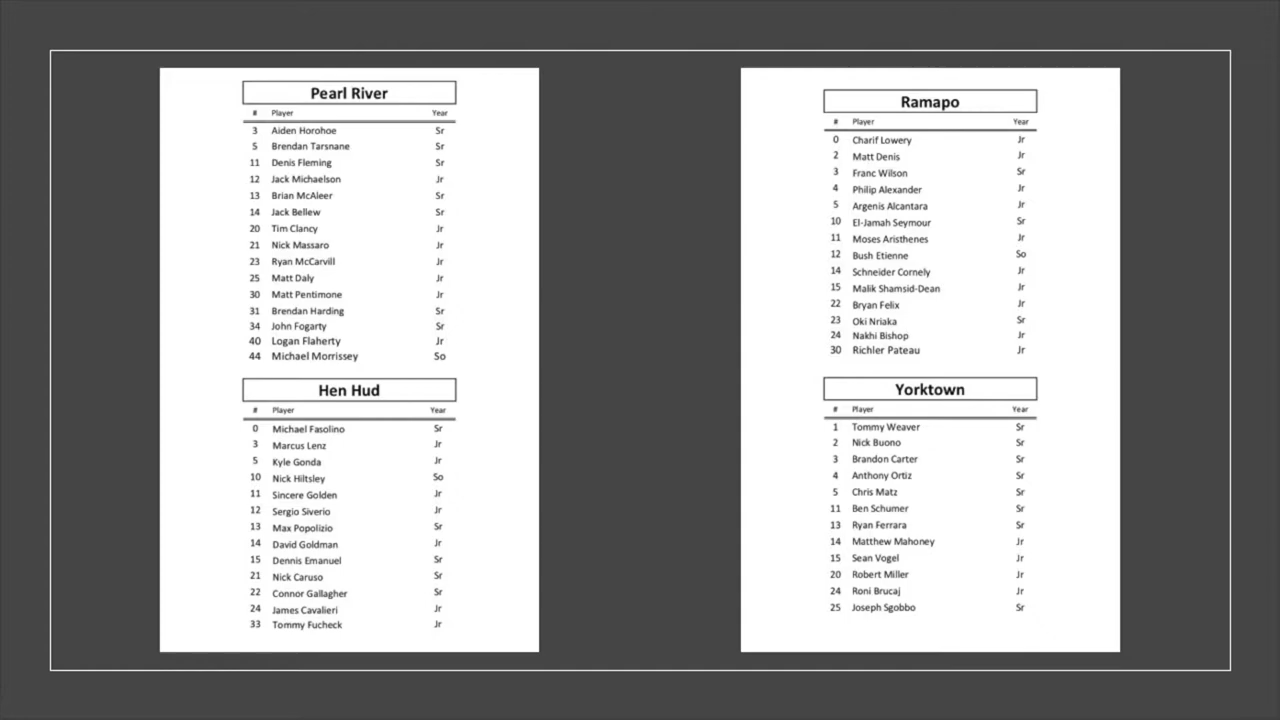 Pearl River
# Player Year
3 Aiden Horohoe Sr
5 Brendan Tarsnane Sr
11 Denis Fleming Sr
12 Jack Michaelson Jr
13 Brian McAleer Sr
14 Jack Bellew Sr
20 Tim Clancy Jr
21 Nick Massaro Jr
23 Ryan McCarvill Jr
25 Matt Daly Jr
30 Matt Pentimone Jr
31 Brendan Harding Sr
34 John Fogarty Sr
40 Logan Flaherty Jr
44 Michael Morrissey So
Hen Hud
# Player Year
0 Michael Fasolino Sr
3 Marcus Lenz Jr
5 Kyle Gonda Jr
10 Nick Hiltsley So
11 Sincere Golden Jr
12 Sergio Siverio Jr
13 Max Popolizio Sr
14 David Goldman Jr
15 Dennis Emanuel Sr
21 Nick Caruso Sr
22 Connor Gallagher Sr
24 James Cavalieri Jr
33 Tommy Fucheck Jr
Ramapo
# Player Year
0 Charif Lowery Jr
2 Matt Denis Jr
3 Franc Wilson Sr
4 Philip Alexander Jr
5 Argenis Alcantara Jr
10 El-Jamah Seymour Sr
11 Moses Aristhenes Jr
12 Bush Etienne So
14 Schneider Cornely Jr
15 Malik Shamsid-Dean Jr
22 Bryan Felix Jr
23 Oki Nriaka Sr
24 Nakhi Bishop Jr
30 Richler Pateau Jr
Yorktown
# Player Year
1 Tommy Weaver Sr
2 Nick Buono Sr
3 Brandon Carter Sr
4 Anthony Ortiz Sr
5 Chris Matz Sr
11 Ben Schumer Sr
13 Ryan Ferrara Sr
14 Matthew Mahoney Jr
15 Sean Vogel Jr
20 Robert Miller Jr
24 Roni Brucaj Jr
25 Joseph Sgobbo Sr